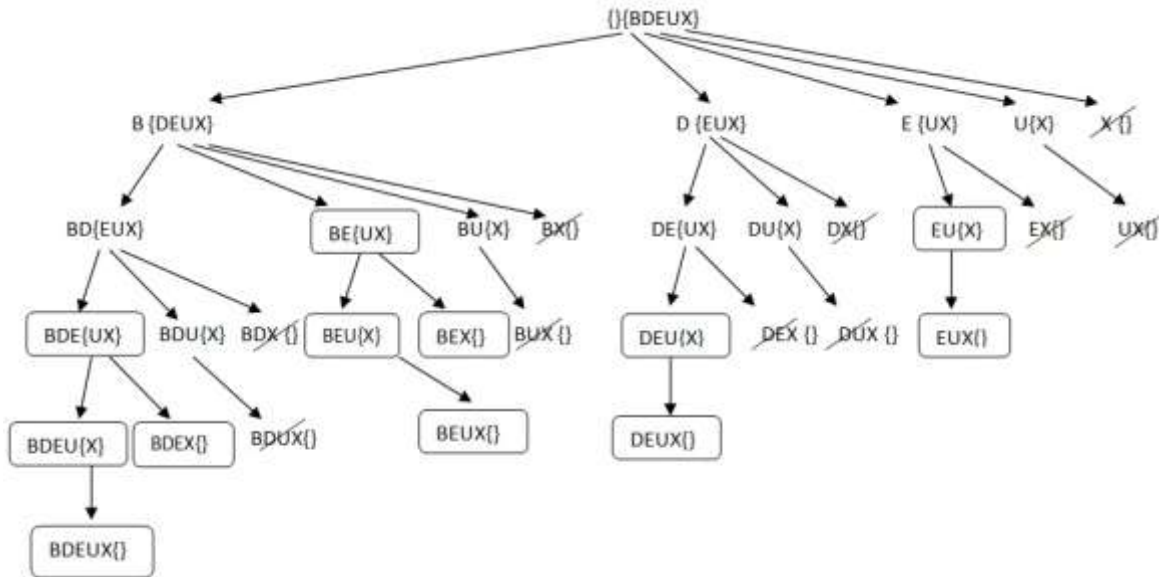 {}{BDEUX}
B {DEUX} D {EUX} E {UX} U{X} X {}
BD{EUX} BE{UX} BU{X} BX{} DE{UX} DU{X} DX{} EU{X} EX{} UX{}
BDE{UX} BDU{X} BDX {} BEU{X} BEX{} BUX {} DEU{X} DEX {} DUX {} EUX{}
BDEU{X} BDEX{} BDUX{} BEUX{} DEUX{}
BDEUX{}